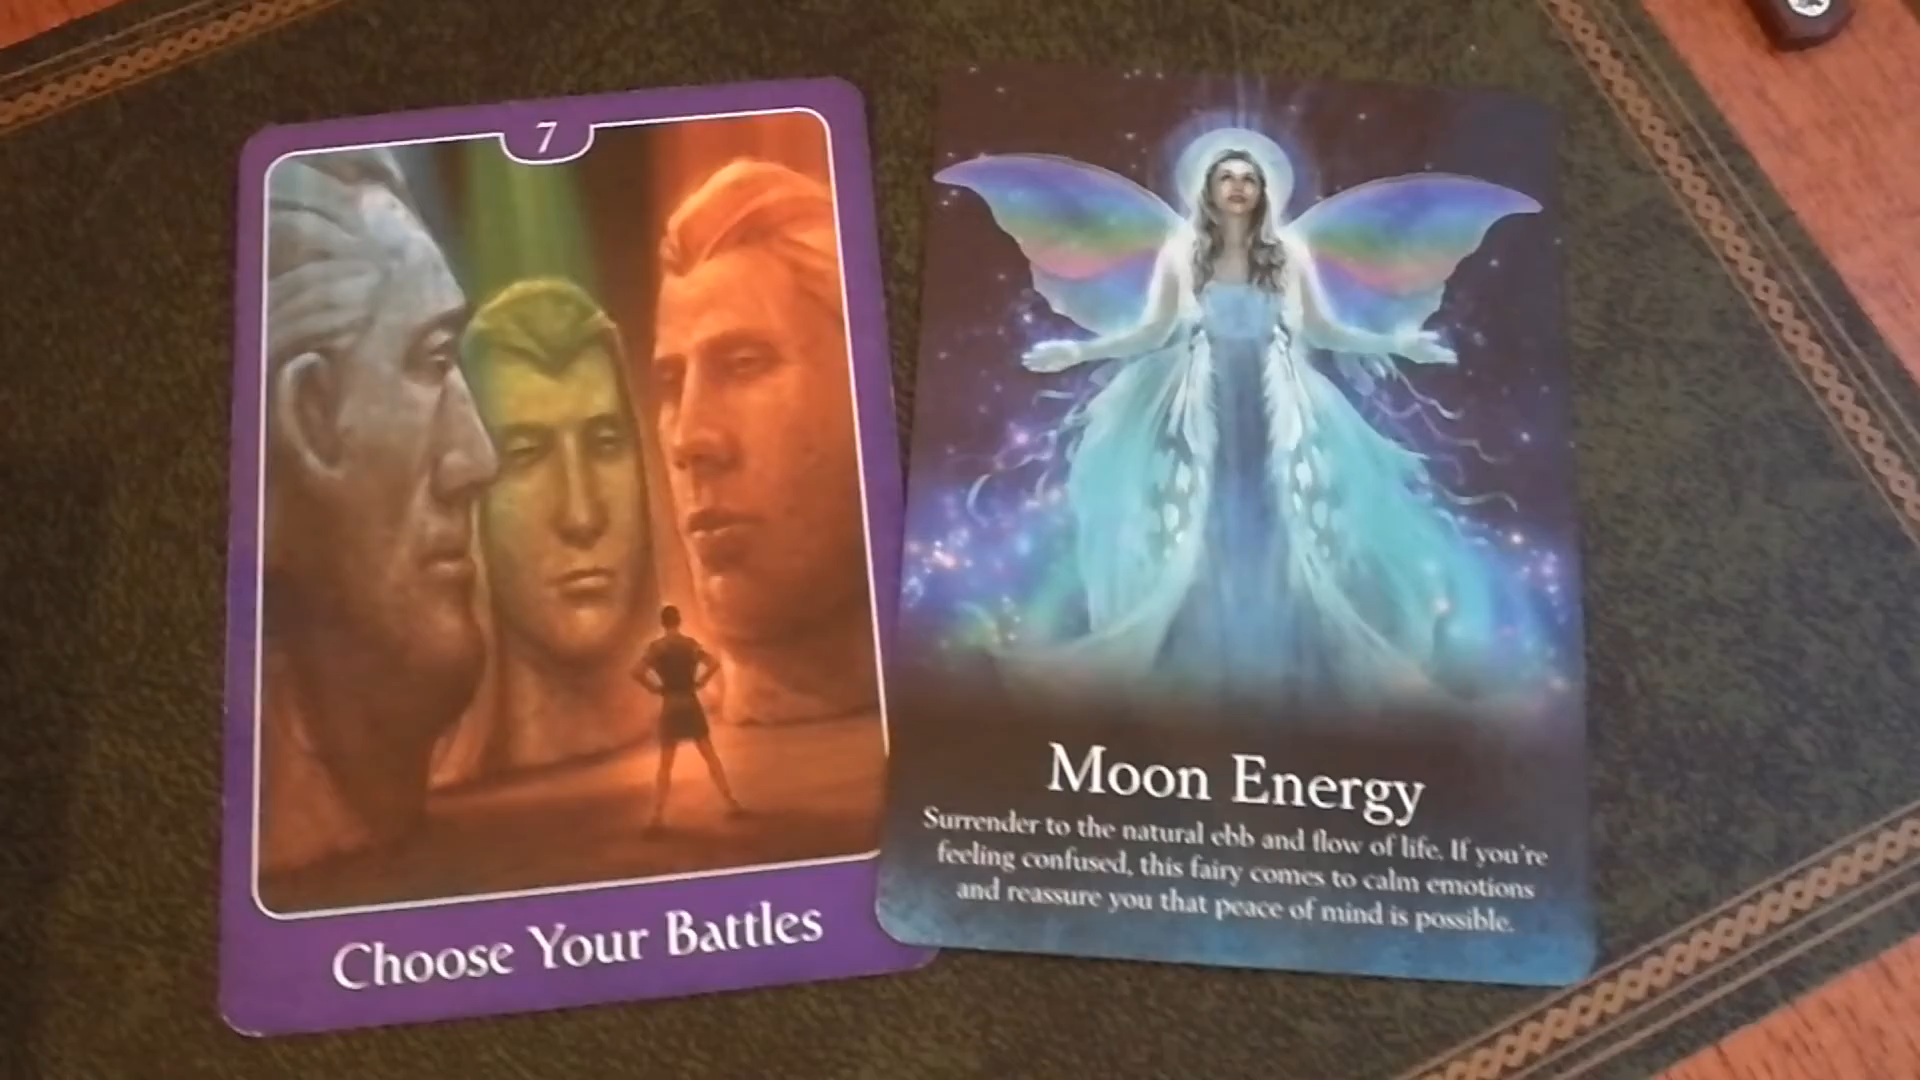 7
Choose Your Battles
Moon Energy
Surrender to the natural ebb and flow of life. If you're
feeling confused, this fairy comes to calm emotions
and reassure you that peace of mind is possible.